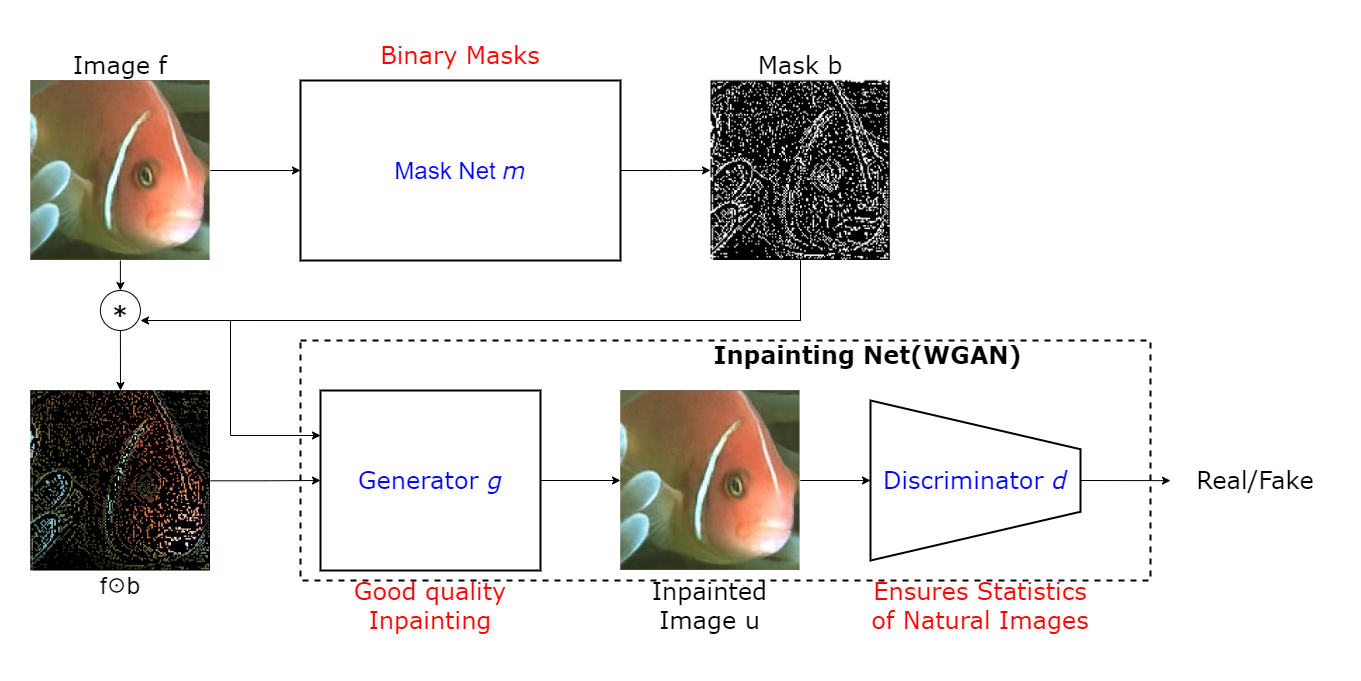 Image f
Binary Masks
Mask b
Mask Net m
*
Inpainting Net(WGAN)
Generator g
Discriminator d
Real/Fake
f⊙b
Good quality
Inpainting
Inpainted
Image u
Ensures Statistics
of Natural Images